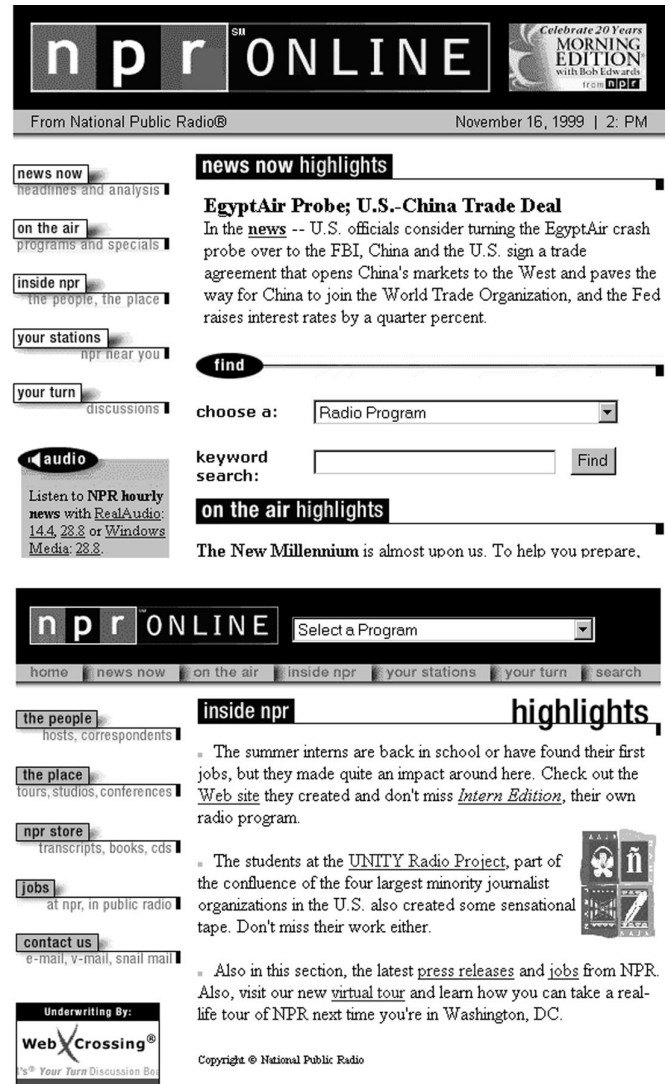 npr℠ ONLINE
Celebrate 20 Years
MORNING
EDITION®
with Bob Edwards
from npr
From National Public Radio®
November 16, 1999 | 2: PM
news now
headlines and analysis
on the air
programs and specials
inside npr
the people, the place
your stations
npr near you
your turn
discussions
audio
Listen to NPR hourly
news with RealAudio:
14.4, 28.8 or Windows
Media: 28.8.
news now highlights
EgyptAir Probe; U.S.-China Trade Deal
In the news -- U.S. officials consider turning the EgyptAir crash
probe over to the FBI, China and the U.S. sign a trade
agreement that opens China's markets to the West and paves the
way for China to join the World Trade Organization, and the Fed
raises interest rates by a quarter percent.
find
choose a: Radio Program
keyword
search: Find
on the air highlights
The New Millennium is almost upon us. To help you prepare,
npr℠ ONLINE Select a Program
home news now on the air inside npr your stations your turn search
the people
hosts, correspondents
the place
tours, studios, conferences
npr store
transcripts, books, cds
jobs
at npr, in public radio
contact us
e-mail, v-mail, snail mail
Underwriting By:
Web Crossing®
Your Turn Discussion
inside npr highlights
The summer interns are back in school or have found their first
jobs, but they made quite an impact around here. Check out the
Web site they created and don't miss Intern Edition, their own
radio program.
The students at the UNITY Radio Project, part of
the confluence of the four largest minority journalist
organizations in the U.S. also created some sensational
tape. Don't miss their work either.
AAJA
ñ
Also in this section, the latest press releases and jobs from NPR.
Also, visit our new virtual tour and learn how you can take a real-
life tour of NPR next time you're in Washington, DC.
Copyright © National Public Radio